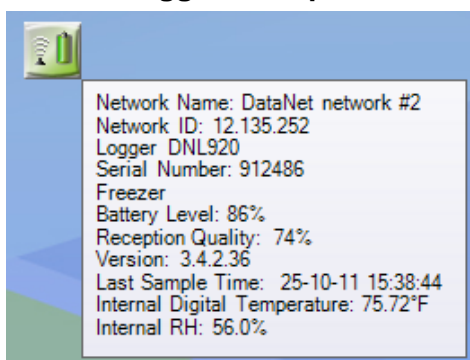 Network Name: DataNet network #2
Network ID: 12.135.252
Logger DNL920
Serial Number: 912486
Freezer
Battery Level: 86%
Reception Quality: 74%
Version: 3.4.2.36
Last Sample Time: 25-10-11 15:38:44
Internal Digital Temperature: 75.72°F
Internal RH: 56.0%